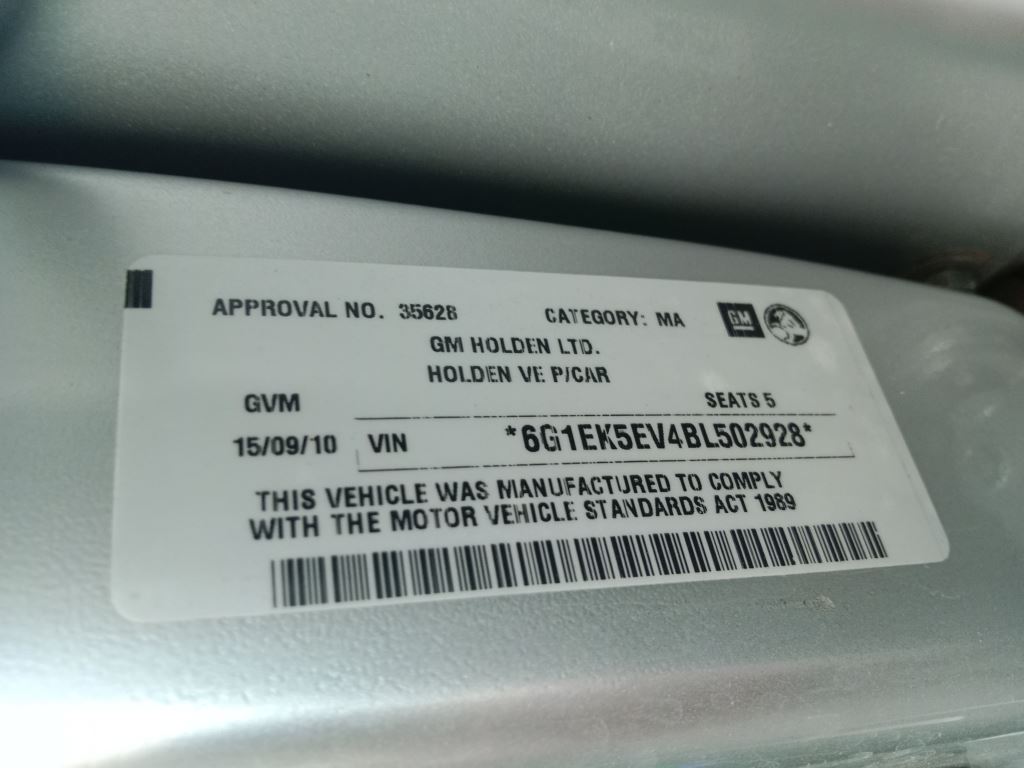 APPROVAL NO. 35628 CATEGORY: MA GM
GM HOLDEN LTD.
HOLDEN VE P/CAR
GVM SEATS 5
15/09/10 VIN *6G1EK5EV4BL502928*
THIS VEHICLE WAS MANUFACTURED TO COMPLY
WITH THE MOTOR VEHICLE STANDARDS ACT 1989